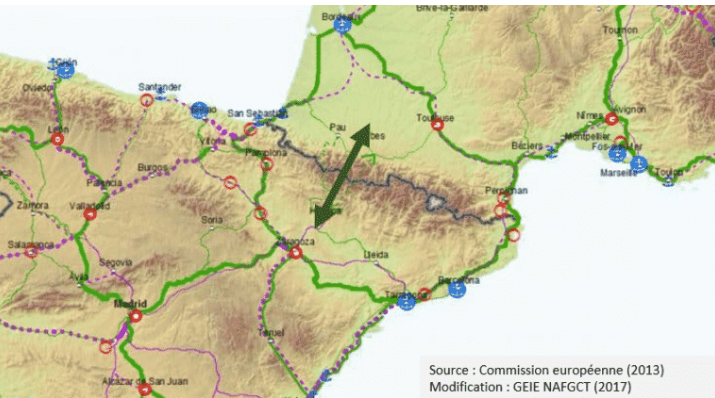 Brive-la-Gaillarde
Bordeaux
Tournon
Gijón
Oviedo
Santander
San Sebastián
Nîmes
Avignon
León
Vitoria
Pau
Toulouse
Montpellier
Fos-sur-Mer
Béziers
Pamplona
Marseille
Toulon
Burgos
Palencia
Perpignan
Zamora
Valladolid
Soria
Salamanca
Zaragoza
Lleida
Segovia
Ávila
Barcelona
Tarragona
Madrid
Teruel
Alcázar de San Juan
Source : Commission européenne (2013)
Modification : GEIE NAFGCT (2017)